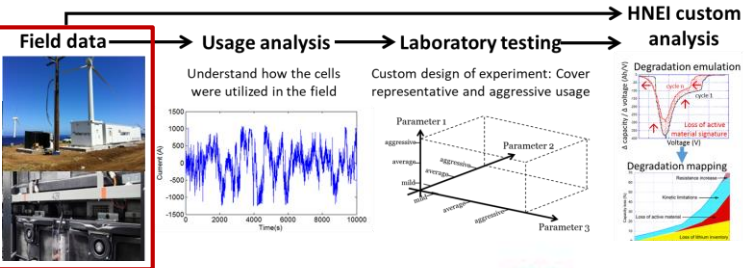 HNEI custom
analysis
Field data
Usage analysis
Laboratory testing
Understand how the cells
were utilized in the field
Custom design of experiment: Cover
representative and aggressive usage
Current (A)
1500
1000
500
0
-500
-1000
-1500
0 2000 4000 6000 8000 10000
Time(s)
Parameter 1
aggressive
average
mild
Parameter 2
aggressive
average
mild
average
aggressive
Parameter 3
Degradation emulation
Δ capacity / Δ voltage (Ah/V)
cycle n
cycle 1
Loss of active
material signature
Voltage (V)
Degradation mapping
Resistance increase
Kinetic limitations
Loss of active material
Loss of lithium inventory